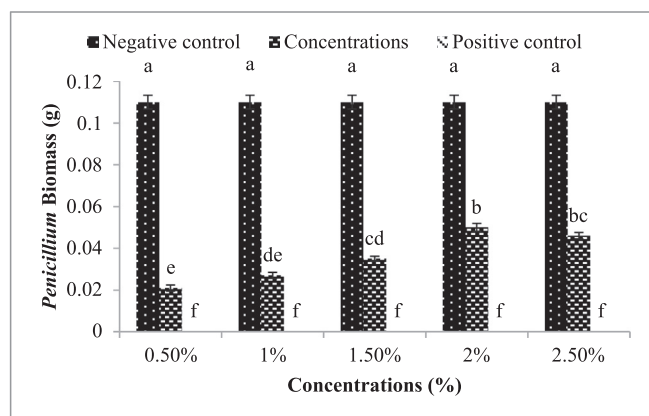 Negative control Concentrations Positive control
a a a a a
0.12
0.1
0.08
0.06
0.04
0.02
0
Penicillium Biomass (g)
e de cd b bc
f f f f f
0.50% 1% 1.50% 2% 2.50%
Concentrations (%)